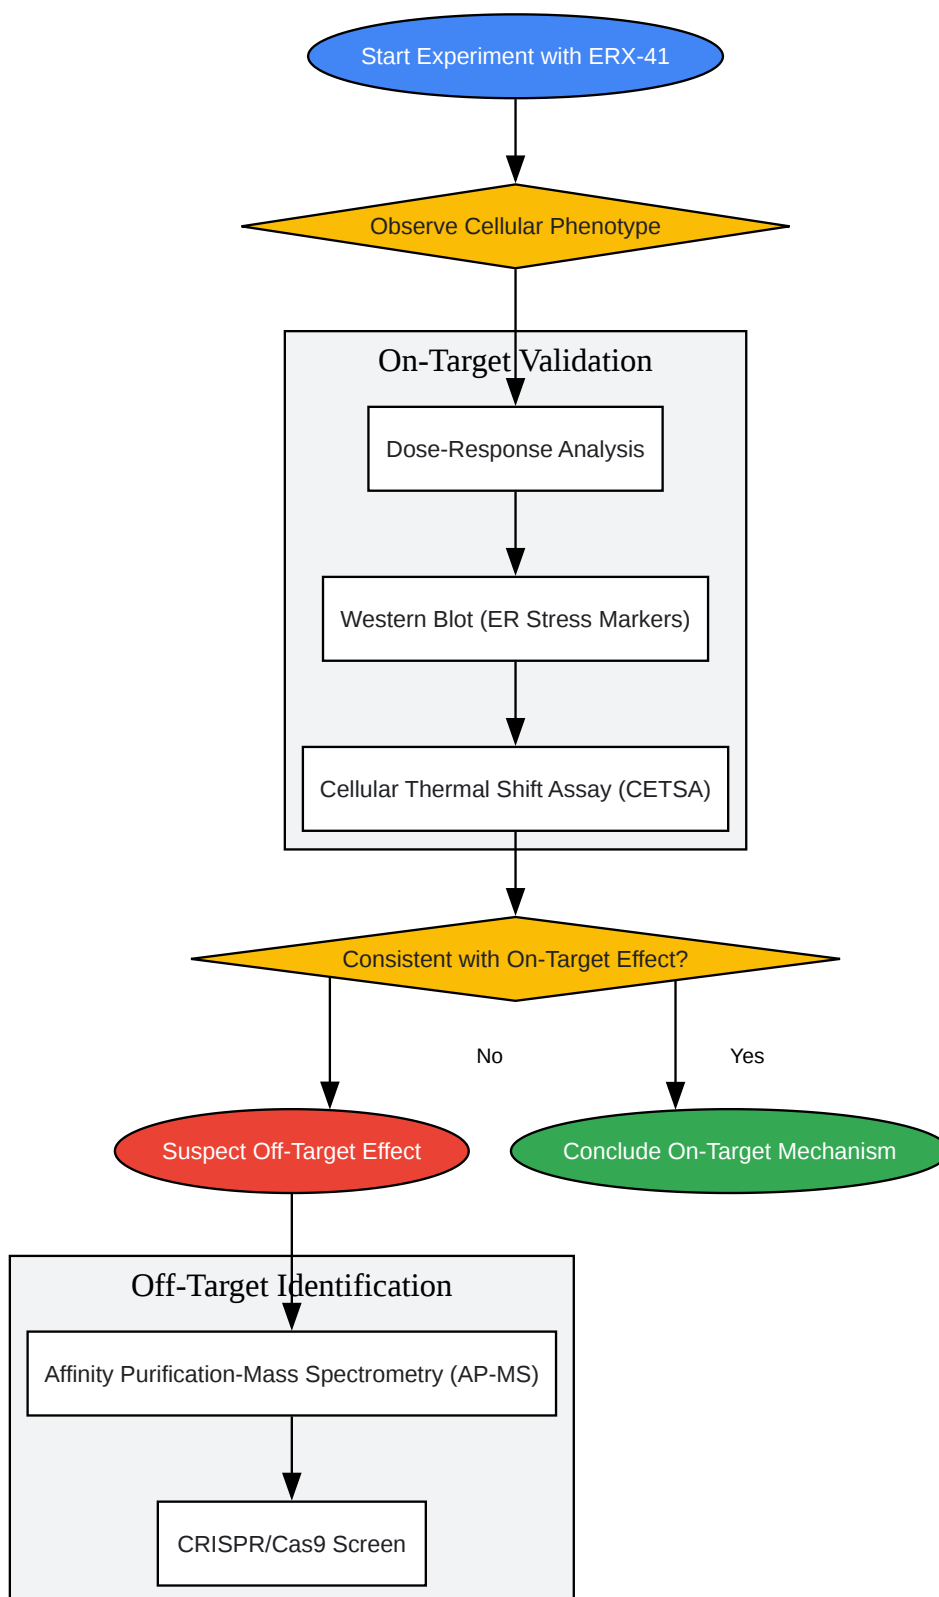 Start Experiment with ERX-41
Observe Cellular Phenotype
On-Target Validation
Dose-Response Analysis
Western Blot (ER Stress Markers)
Cellular Thermal Shift Assay (CETSA)
Consistent with On-Target Effect?
No
Yes
Suspect Off-Target Effect
Conclude On-Target Mechanism
Off-Target Identification
Affinity Purification-Mass Spectrometry (AP-MS)
CRISPR/Cas9 Screen